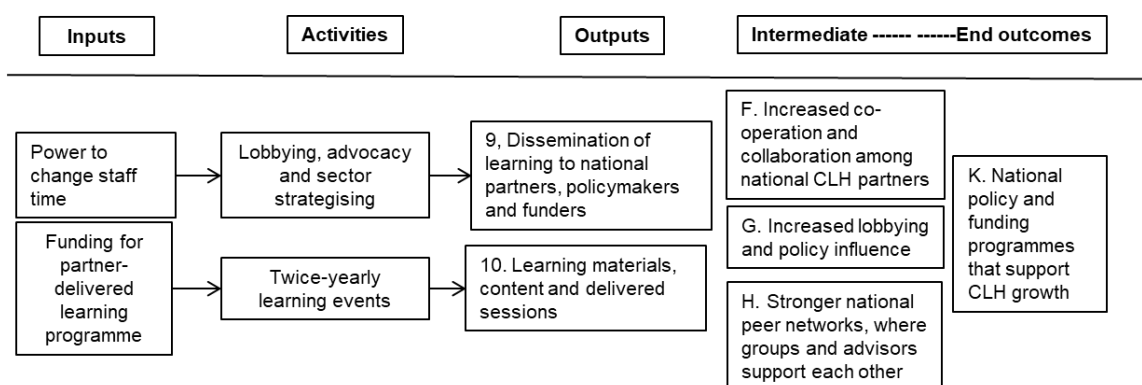 Inputs
Activities
Outputs
Intermediate ------ ------End outcomes
Power to
change staff
time
Lobbying, advocacy
and sector
strategising
9, Dissemination of
learning to national
partners, policymakers
and funders
F. Increased co-
operation and
collaboration among
national CLH partners
K. National
policy and
funding
programmes
that support
CLH growth
G. Increased lobbying
and policy influence
Funding for
partner-
delivered
learning
programme
Twice-yearly
learning events
10. Learning materials,
content and delivered
sessions
H. Stronger national
peer networks, where
groups and advisors
support each other